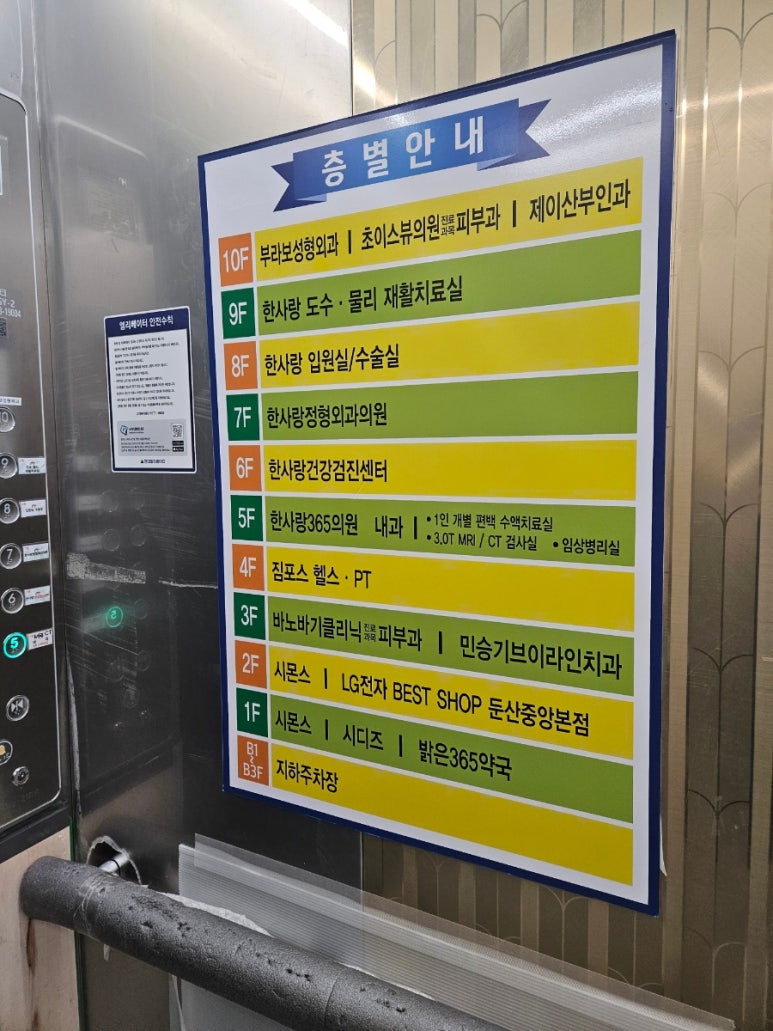 층별안내
10F 부라보성형외과 | 초이스뷰의원 진료과목 피부과 | 제이산부인과
9F 한사랑 도수 · 물리 재활치료실
8F 한사랑 입원실/수술실
7F 한사랑정형외과의원
6F 한사랑건강검진센터
5F 한사랑365의원 내과 | • 1인 개별 편백 수액치료실
• 3.0T MRI / CT 검사실 • 임상병리실
4F 짐포스 헬스 · PT
3F 바노바기클리닉 진료과목 피부과 | 민승기브이라인치과
2F 시몬스 | LG전자 BEST SHOP 둔산중앙본점
1F 시몬스 | 시디즈 | 밝은365약국
B1 ~ B3F 지하주차장
엘리베이터 안전수칙
10
9
8
7
6
5
2